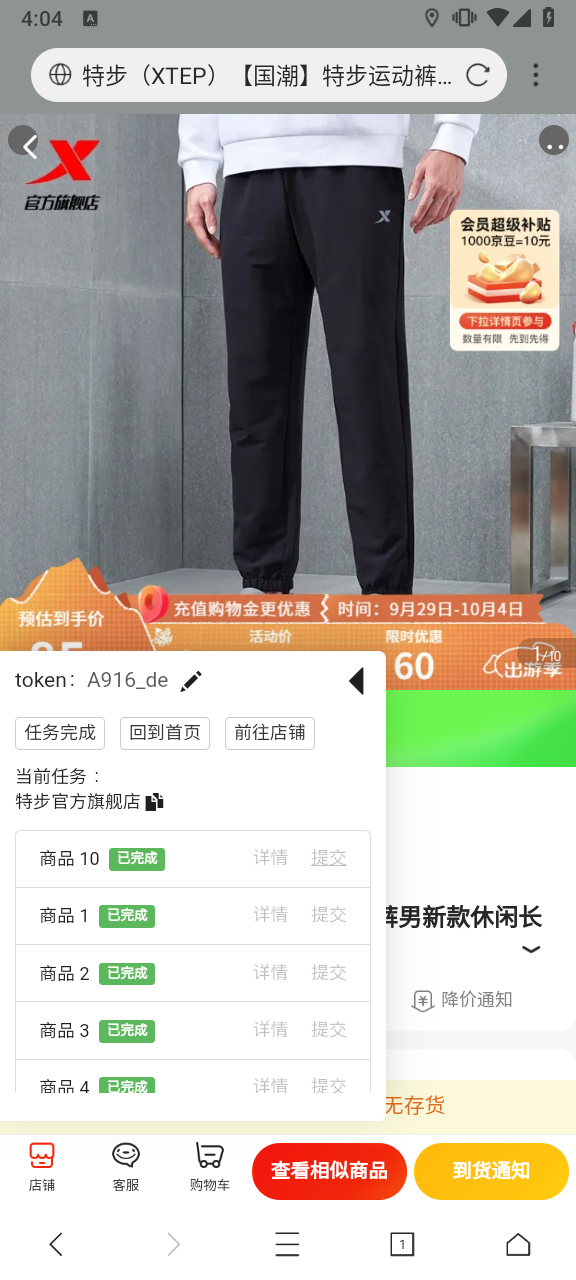 4:04
A
特步（XTEP）【国潮】特步运动裤...
官方旗舰店
会员超级补贴
1000京豆=10元
下拉详情页参与
数量有限 先到先得
充值购物金更优惠 时间：9月29日-10月4日
预估到手价
活动价 限时优惠
60
出游季
1/10
token： A916_de
任务完成 回到首页 前往店铺
当前任务：
特步官方旗舰店
商品 10 已完成 详情 提交
商品 1 已完成 详情 提交
裤男新款休闲长
商品 2 已完成 详情 提交
降价通知
商品 3 已完成 详情 提交
商品 4 已完成 详情 提交
无存货
店铺 客服 购物车 查看相似商品 到货通知
1